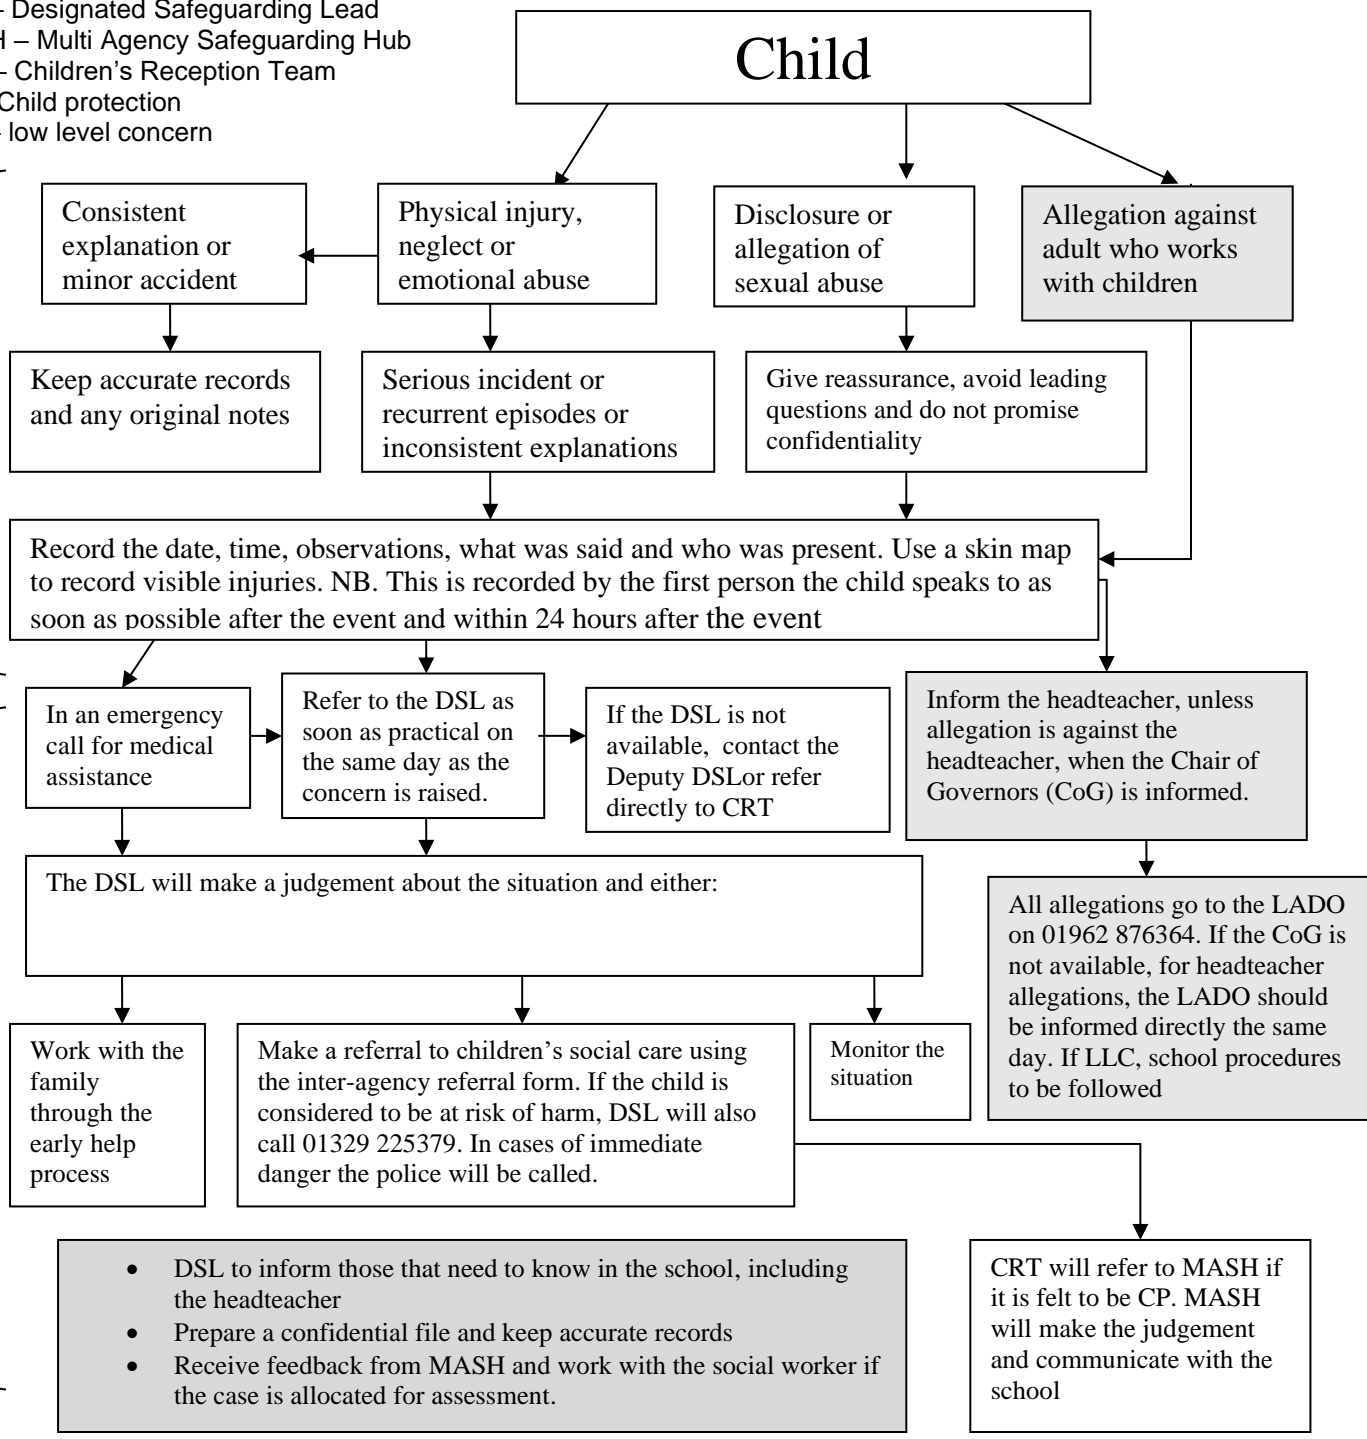 – Designated Safeguarding Lead
H – Multi Agency Safeguarding Hub
– Children’s Reception Team
Child protection
- low level concern
Child
Consistent
explanation or
minor accident
Physical injury,
neglect or
emotional abuse
Disclosure or
allegation of
sexual abuse
Allegation against
adult who works
with children
Keep accurate records
and any original notes
Serious incident or
recurrent episodes or
inconsistent explanations
Give reassurance, avoid leading
questions and do not promise
confidentiality
Record the date, time, observations, what was said and who was present. Use a skin map
to record visible injuries. NB. This is recorded by the first person the child speaks to as
soon as possible after the event and within 24 hours after the event
In an emergency
call for medical
assistance
Refer to the DSL as
soon as practical on
the same day as the
concern is raised.
If the DSL is not
available, contact the
Deputy DSLor refer
directly to CRT
Inform the headteacher, unless
allegation is against the
headteacher, when the Chair of
Governors (CoG) is informed.
The DSL will make a judgement about the situation and either:
All allegations go to the LADO
on 01962 876364. If the CoG is
not available, for headteacher
allegations, the LADO should
be informed directly the same
day. If LLC, school procedures
to be followed
Work with the
family
through the
early help
process
Make a referral to children’s social care using
the inter-agency referral form. If the child is
considered to be at risk of harm, DSL will also
call 01329 225379. In cases of immediate
danger the police will be called.
Monitor the
situation
• DSL to inform those that need to know in the school, including
the headteacher
• Prepare a confidential file and keep accurate records
• Receive feedback from MASH and work with the social worker if
the case is allocated for assessment.
CRT will refer to MASH if
it is felt to be CP. MASH
will make the judgement
and communicate with the
school